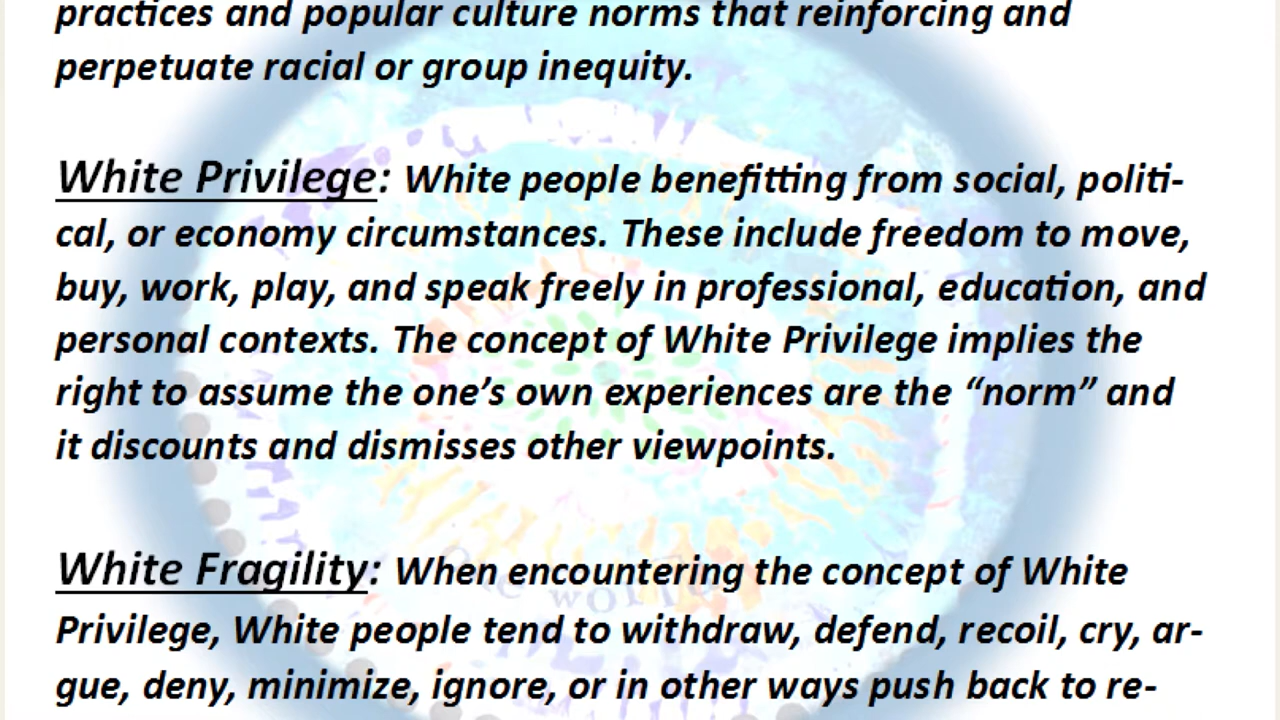 practices and popular culture norms that reinforcing and
perpetuate racial or group inequity.
White Privilege: White people benefitting from social, politi-
cal, or economy circumstances. These include freedom to move,
buy, work, play, and speak freely in professional, education, and
personal contexts. The concept of White Privilege implies the
right to assume the one’s own experiences are the “norm” and
it discounts and dismisses other viewpoints.
White Fragility: When encountering the concept of White
Privilege, White people tend to withdraw, defend, recoil, cry, ar-
gue, deny, minimize, ignore, or in other ways push back to re-